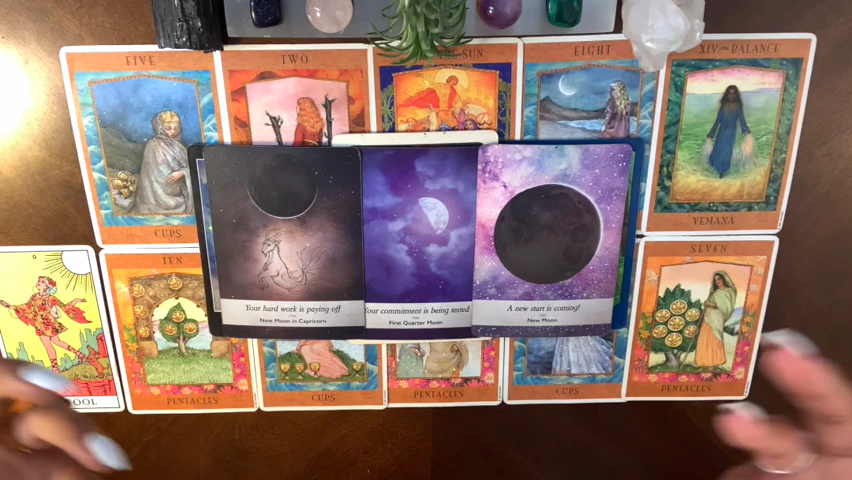 FIVE
TWO
THE SUN
EIGHT
XIV BALANCE
CUPS
YEMANA
TEN
SEVEN
Your hard work is paying off
New Moon in Capricorn
Your commitment is being tested
First Quarter Moon
A new start is coming!
New Moon
OOL
PENTACLES
CUPS
PENTACLES
CUPS
PENTACLES